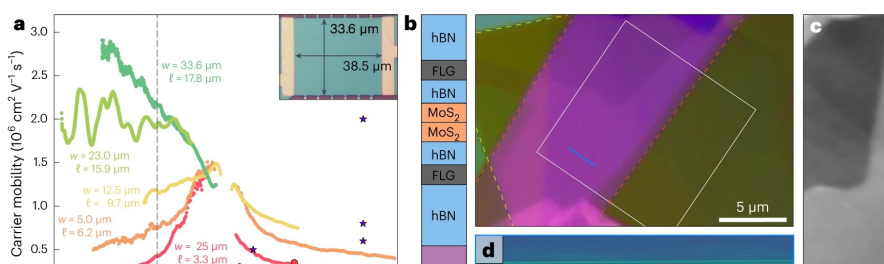 a
Carrier mobility (10⁶ cm² V⁻¹ s⁻¹)
3.0
2.5
2.0
1.5
1.0
0.5
33.6 μm
38.5 μm
w = 33.6 μm
ℓ = 17.8 μm
w = 23.0 μm
ℓ = 15.9 μm
w = 12.5 μm
ℓ = 9.7 μm
w = 5.0 μm
ℓ = 6.2 μm
w = 25 μm
ℓ = 3.3 μm
b
hBN
FLG
hBN
MoS₂
MoS₂
hBN
FLG
hBN
5 μm
c
d